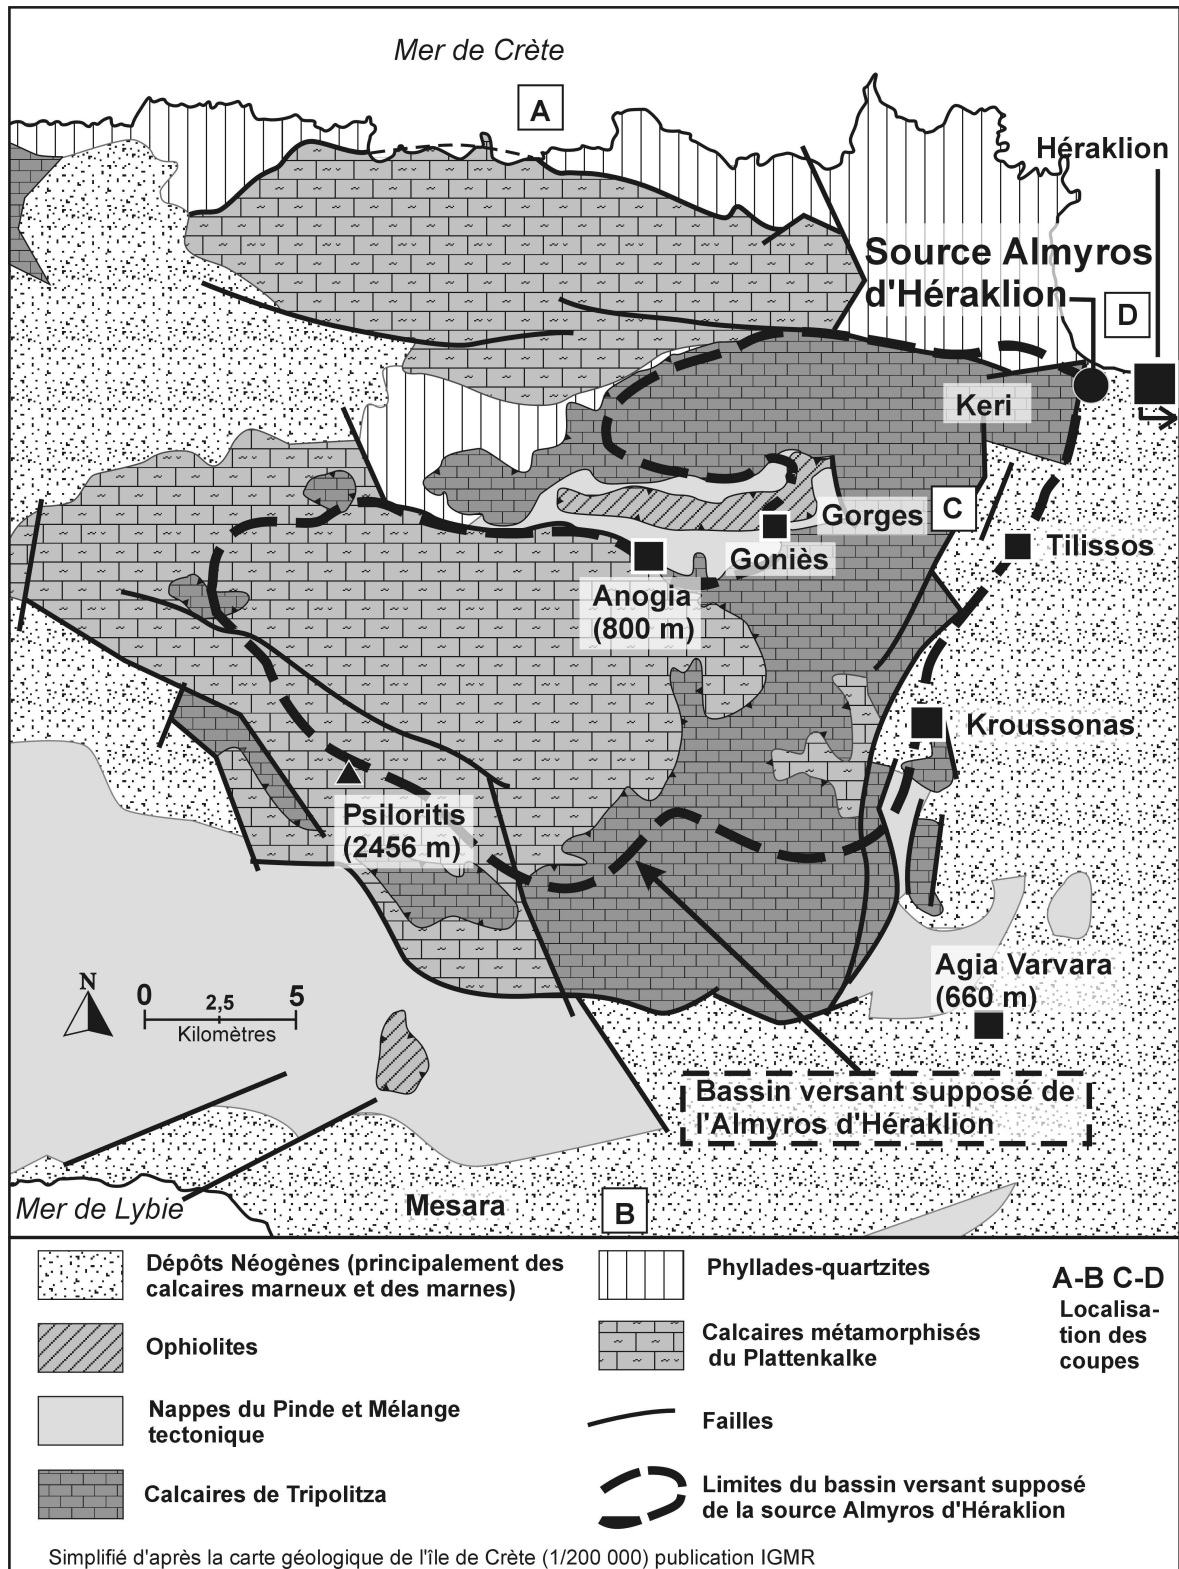 Mer de Crète
A
Héraklion
Source Almyros
d'Héraklion
D
Keri
Gorges
C
Goniès
Tilissos
Anogia
(800 m)
Kroussonas
Psiloritis
(2456 m)
Agia Varvara
(660 m)
N
0
2,5
5
Kilomètres
Bassin versant supposé de
l'Almyros d'Héraklion
Mer de Lybie
Mesara
B
Dépôts Néogènes (principalement des
calcaires marneux et des marnes)
Ophiolites
Nappes du Pinde et Mélange
tectonique
Calcaires de Tripolitza
Phyllades-quartzites
Calcaires métamorphisés
du Plattenkalke
Failles
Limites du bassin versant supposé
de la source Almyros d'Héraklion
A-B C-D
Localisa-
tion des
coupes
Simplifié d'après la carte géologique de l'île de Crète (1/200 000) publication IGMR